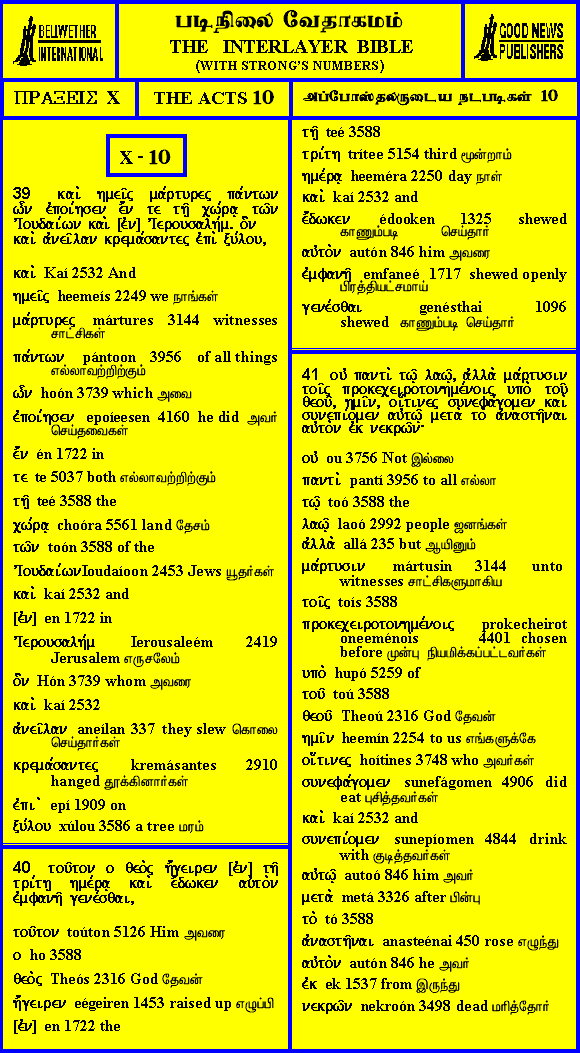 BELLWETHER
INTERNATIONAL
படிநிலை வேதாகமம்
THE INTERLAYER BIBLE
(WITH STRONG'S NUMBERS)
GOOD NEWS
PUBLISHERS
ΠΡΑΞΕΙΣ Χ
THE ACTS 10
அப்போஸ்தலருடைய நடபடிகள் 10
X - 10
39 καὶ ημεῖς μάρτυρες πάντων
ὧν ἐποίησεν ἔν τε τῆ χώρᾳ τῶν
Ἰουδαίων καὶ [ἐν] Ἰερουσαλήμ. ὃν
καὶ ἀνεῖλαν κρεμάσαντες ἐπὶ ξύλου,
καὶ Kaí 2532 And
ημεῖς heemeís 2249 we நாங்கள்
μάρτυρες mártures 3144 witnesses
சாட்சிகள்
πάντων pántoon 3956 of all things
எல்லாவற்றிற்கும்
ὧν hoón 3739 which அவை
ἐποίησεν epoíeesen 4160 he did அவர்
செய்தவைகள்
ἔν én 1722 in
τε te 5037 both எல்லாவற்றிற்கும்
τῆ teé 3588 the
χώρᾳ choóra 5561 land தேசம்
τῶν toón 3588 of the
ἸουδαίωνIoudaíoon 2453 Jews யூதர்கள்
καὶ kaí 2532 and
[ἐν] en 1722 in
Ἰερουσαλήμ Ierousaleém 2419
Jerusalem எருசலேம்
ὃν Hón 3739 whom அவரை
καὶ kaí 2532
ἀνεῖλαν aneílan 337 they slew கொலை
செய்தார்கள்
κρεμάσαντες kremásantes 2910
hanged தூக்கினார்கள்
ἐπὶ epí 1909 on
ξύλου xúlou 3586 a tree மரம்
40 τοῦτον ο θεὸς ἤγειρεν [ἐν] τῆ
τρίτη ημέρᾳ καὶ ἔδωκεν αὐτὸν
ἐμφανῆ γενέσθαι,
τοῦτον toúton 5126 Him அவரை
ο ho 3588
θεὸς Theós 2316 God தேவன்
ἤγειρεν eégeiren 1453 raised up எழுப்பி
[ἐν] en 1722 the
τῆ teé 3588
τρίτη trítee 5154 third மூன்றாம்
ημέρᾳ heeméra 2250 day நாள்
καὶ kaí 2532 and
ἔδωκεν édooken 1325 shewed
காணும்படி செய்தார்
αὐτὸν autón 846 him அவரை
ἐμφανῆ emfaneé 1717 shewed openly
பிரத்தியட்சமாய்
γενέσθαι genésthai 1096
shewed காணும்படி செய்தார்
41 οὐ παντὶ τῷ λαῷ, ἀλλὰ μάρτυσιν
τοῖς προκεχειροτονημένοις υπὸ τοῦ
θεοῦ, ημῖν, οἵτινες συνεφάγομεν καὶ
συνεπίομεν αὐτῷ μετὰ τὸ ἀναστῆναι
αὐτὸν ἐκ νεκρῶν·
οὐ ou 3756 Not இல்லை
παντὶ pantí 3956 to all எல்லா
τῷ toó 3588 the
λαῷ laoó 2992 people ஜனங்கள்
ἀλλὰ allá 235 but ஆயினும்
μάρτυσιν mártusin 3144 unto
witnesses சாட்சிகளுமாகிய
τοῖς toís 3588
προκεχειροτονημένοις prokecheirot
oneeménois 4401 chosen
before முன்பு நியமிக்கப்பட்டவர்கள்
υπὸ hupó 5259 of
τοῦ toú 3588
θεοῦ Theoú 2316 God தேவன்
ημῖν heemín 2254 to us எங்களுக்கே
οἵτινες hoítines 3748 who அவர்கள்
συνεφάγομεν sunefágomen 4906 did
eat புசித்தவர்கள்
καὶ kaí 2532 and
συνεπίομεν sunepíomen 4844 drink
with குடித்தவர்கள்
αὐτῷ autoó 846 him அவர்
μετὰ metá 3326 after பின்பு
τὸ tó 3588
ἀναστῆναι anasteénai 450 rose எழுந்து
αὐτὸν autón 846 he அவர்
ἐκ ek 1537 from இருந்து
νεκρῶν nekroón 3498 dead மரித்தோர்